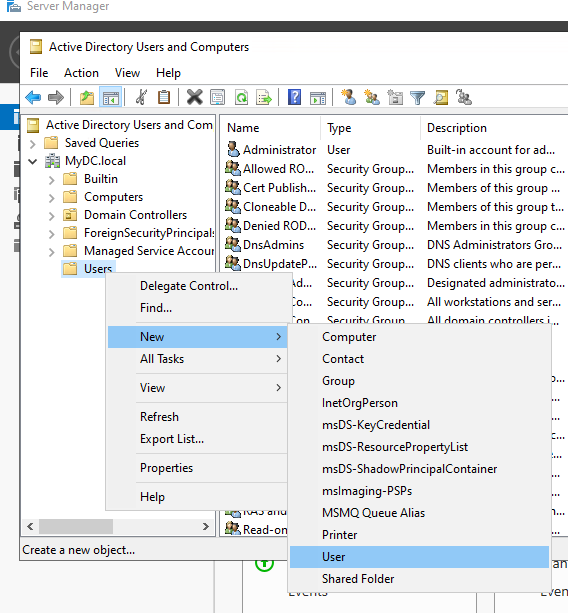 Server Manager
Active Directory Users and Computers
File Action View Help
Active Directory Users and Com
Saved Queries
MyDC.local
Builtin
Computers
Domain Controllers
ForeignSecurityPrincipals
Managed Service Accour
Users
Name Type Description
Administrator User Built-in account for ad...
Allowed RO... Security Group... Members in this group c...
Cert Publish... Security Group... Members of this group ...
Cloneable D... Security Group... Members of this group t...
Denied ROD... Security Group... Members in this group c...
DnsAdmins Security Group... DNS Administrators Gro...
DnsUpdateP... Security Group... DNS clients who are per...
Ad... Security Group... Designated administrato...
Con... Security Group... All workstations and ser...
Con... Security Group... All domain controllers i...
Delegate Control...
Find...
New
All Tasks
View
Refresh
Export List...
Properties
Help
Computer
Contact
Group
InetOrgPerson
msDS-KeyCredential
msDS-ResourcePropertyList
msDS-ShadowPrincipalContainer
msImaging-PSPs
MSMQ Queue Alias
Printer
User
Shared Folder
RAS and
Read-on
Create a new object...
Events
Even